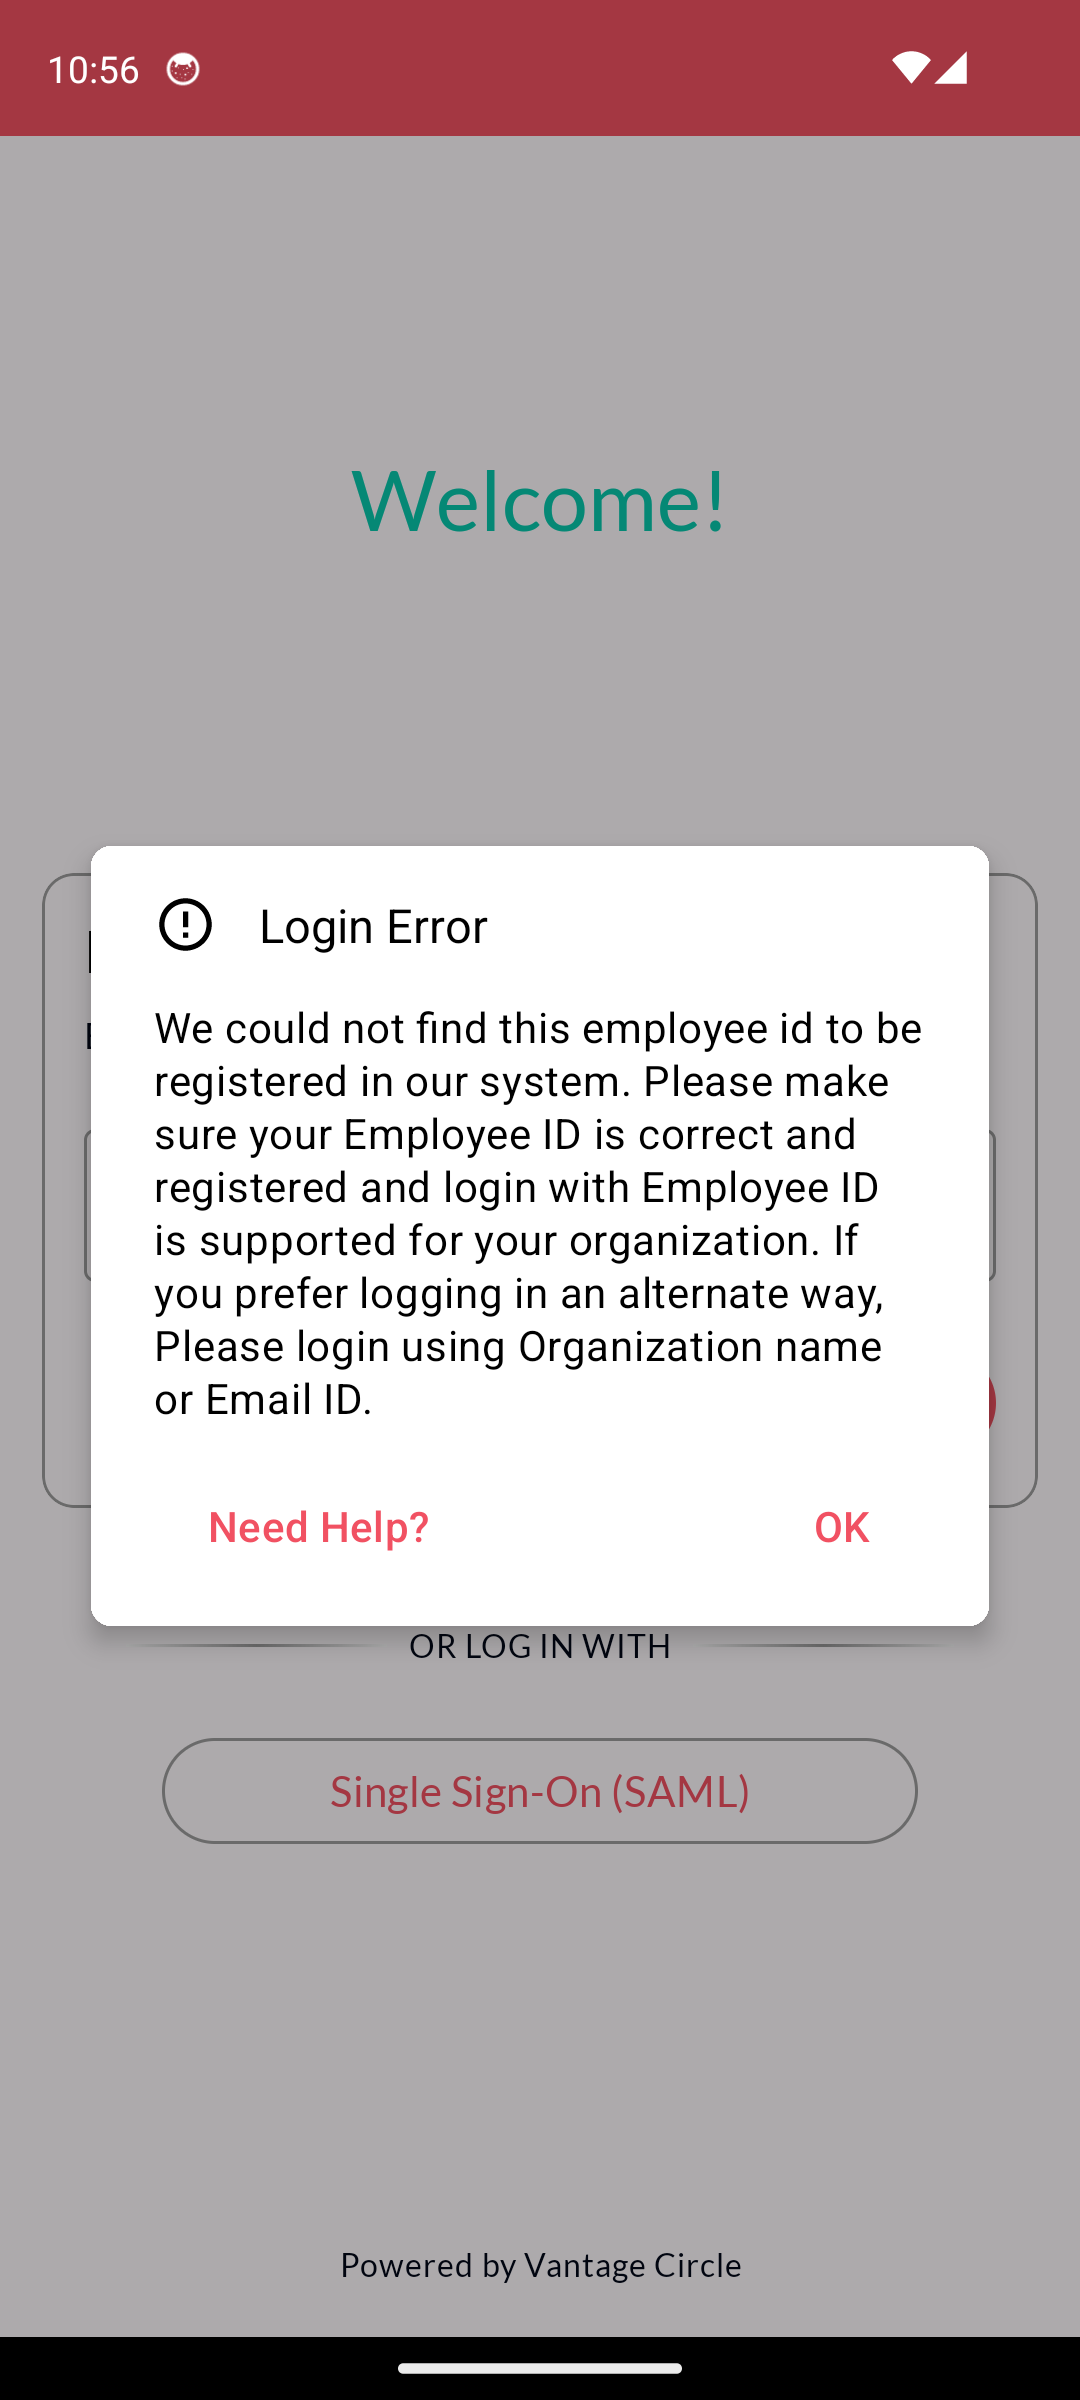 10:56
Welcome!
Login Error
We could not find this employee id to be
registered in our system. Please make
sure your Employee ID is correct and
registered and login with Employee ID
is supported for your organization. If
you prefer logging in an alternate way,
Please login using Organization name
or Email ID.
Need Help?
OK
OR LOG IN WITH
Single Sign-On (SAML)
Powered by Vantage Circle